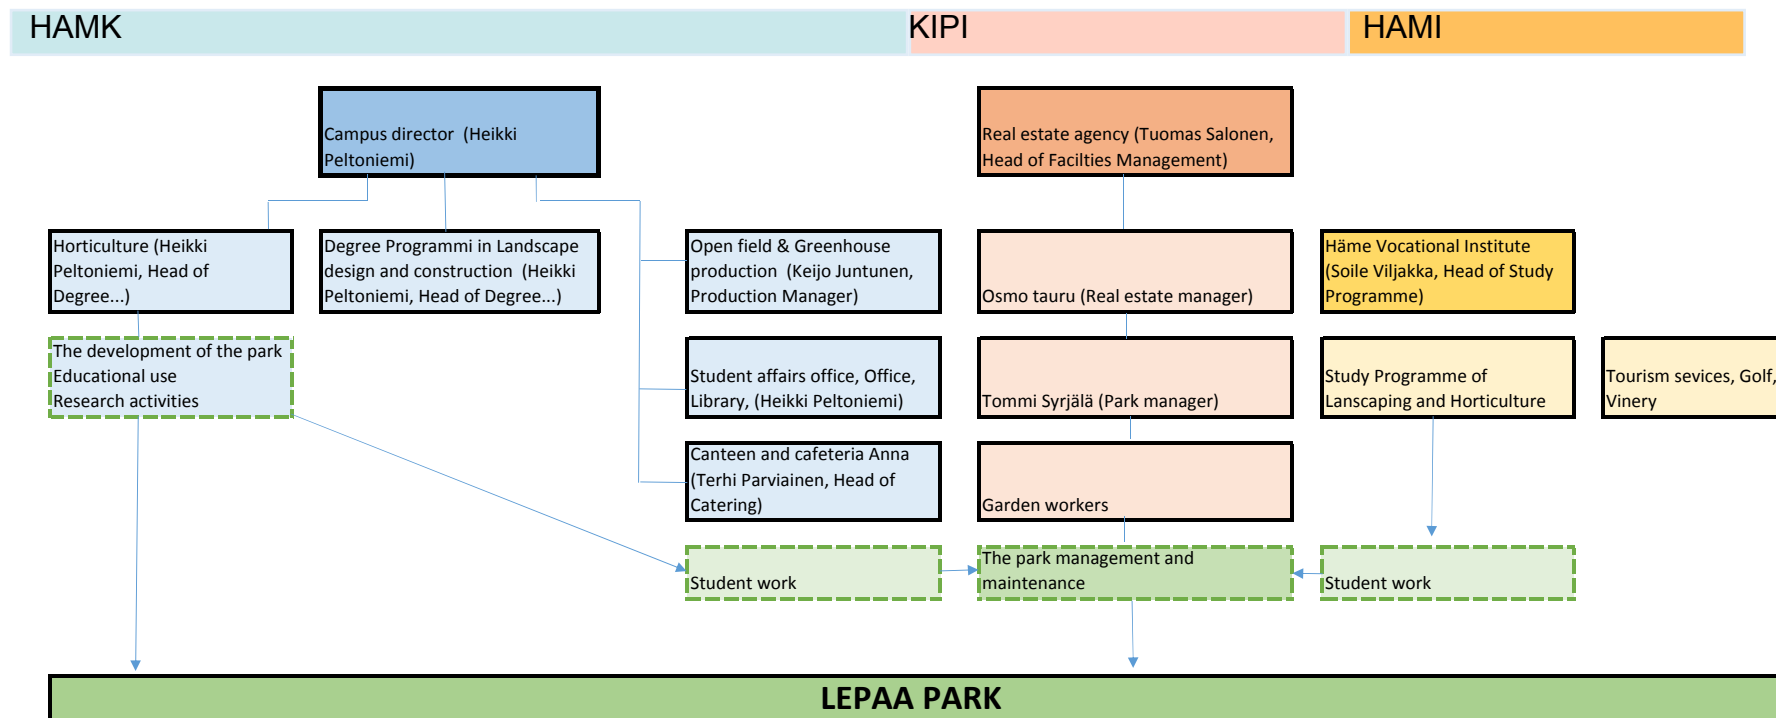 HAMK
KIPI
HAMI
Campus director  (Heikki
Peltoniemi)
Real estate agency (Tuomas Salonen,
Head of Facilties Management)
Horticulture (Heikki
Peltoniemi, Head of
Degree...)
Degree Programmi in Landscape
design and construction  (Heikki
Peltoniemi, Head of Degree...)
Open field & Greenhouse
production  (Keijo Juntunen,
Production Manager)
Osmo tauru (Real estate manager)
Häme Vocational Institute
(Soile Viljakka, Head of Study
Programme)
The development of the park
Educational use
Research activities
Student affairs office, Office,
Library, (Heikki Peltoniemi)
Tommi Syrjälä (Park manager)
Study Programme of
Lanscaping and Horticulture
Tourism sevices, Golf,
Vinery
Canteen and cafeteria Anna
(Terhi Parviainen, Head of
Catering)
Garden workers
Student work
The park management and
maintenance
Student work
LEPAA PARK